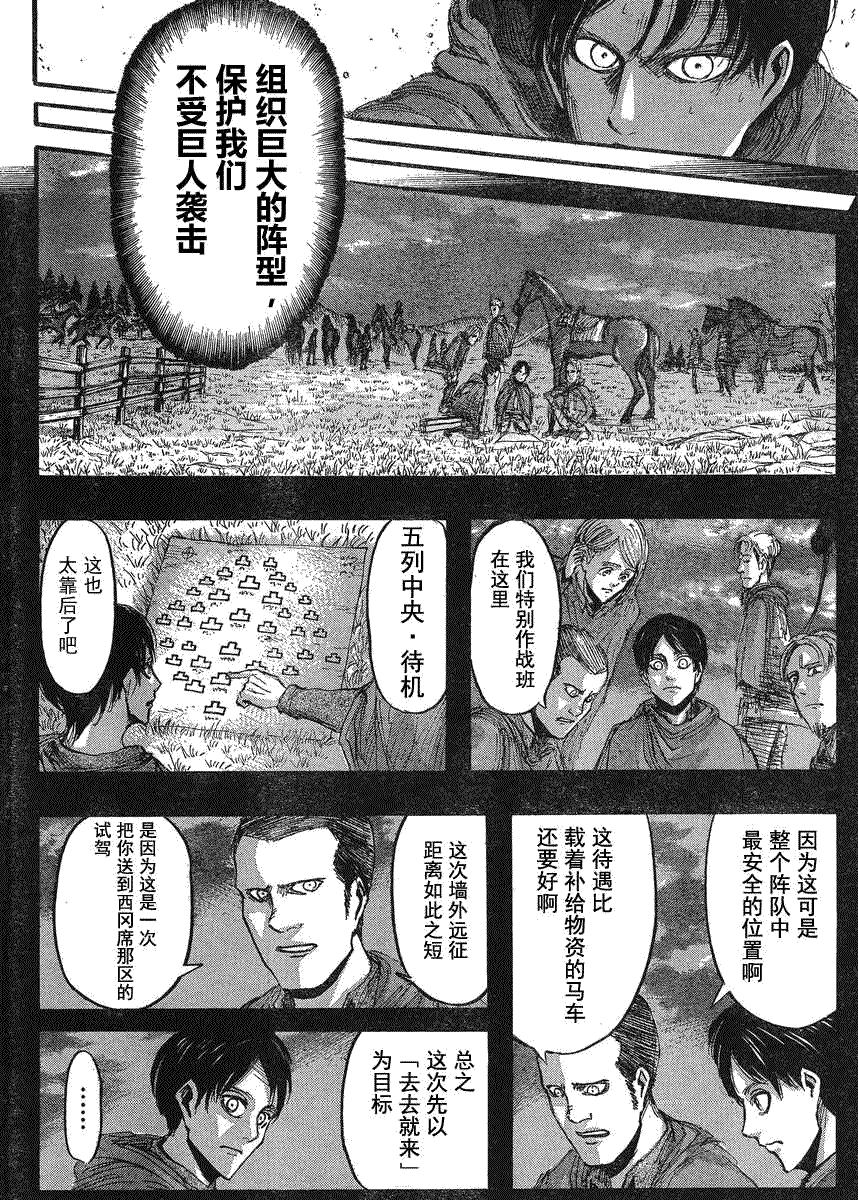 组织巨大的阵型，
保护我们
不受巨人袭击
我们特别作战班
在这里
五列中央·待机
这也
太靠后了吧
因为这可是
整个阵队中
最安全的位置啊
这待遇比
载着补给物资的马车
还要好啊
这次墙外远征
距离如此之短
是因为这是一次
把你送到西冈席那区的
试驾
总之
这次先以
「去去就来」
为目标
……